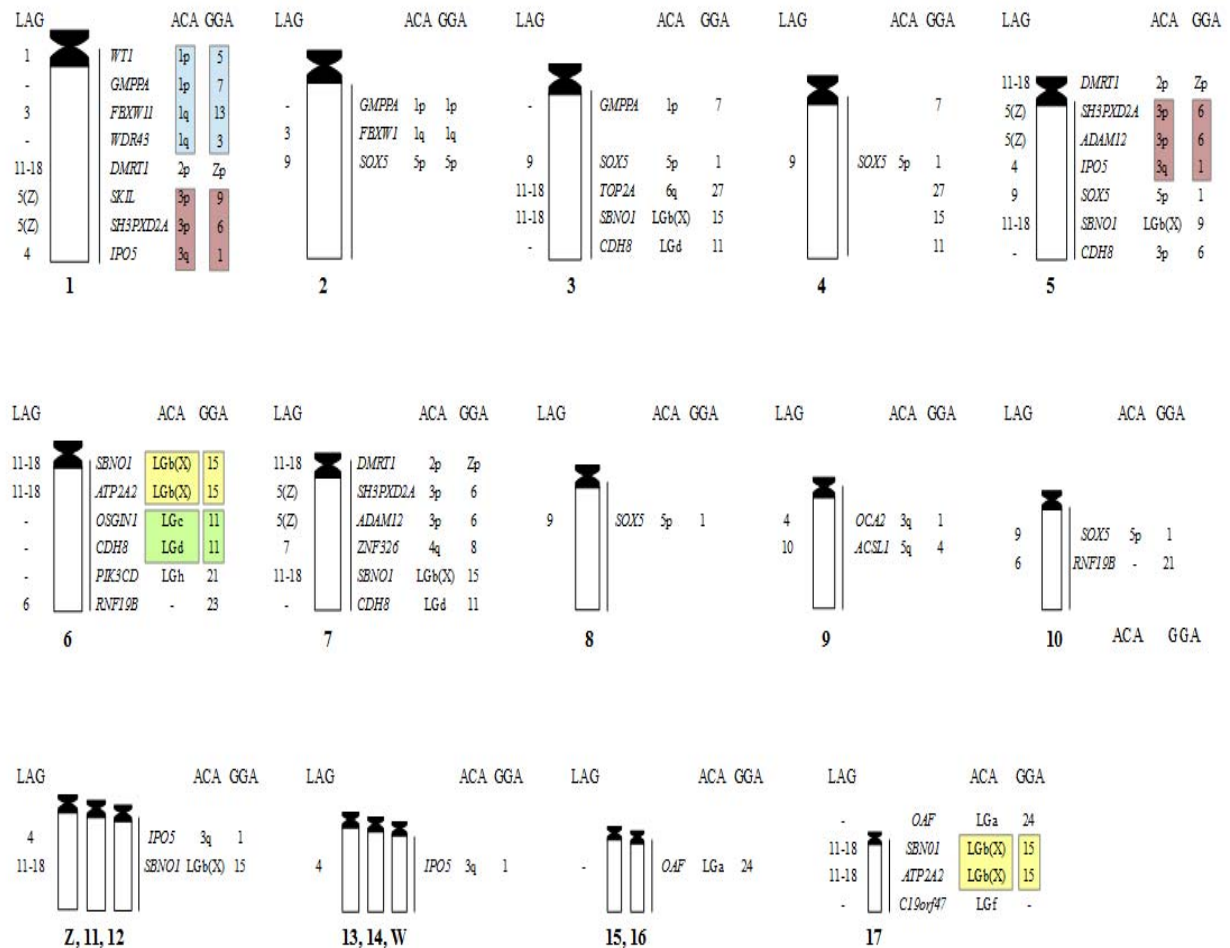 LAG ACA GGA
1 WT1 1p 5
- GMPPA 1p 7
3 FBXW11 1q 13
- WDR43 1q 3
11-18 DMRT1 2p Zp
5(Z) SKIL 3p 9
5(Z) SH3PXD2A 3p 6
4 IPO5 3q 1
1
LAG ACA GGA
- GMPPA 1p 1p
3 FBXW1 1q 1q
9 SOX5 5p 5p
2
LAG ACA GGA
- GMPPA 1p 7
9 SOX5 5p 1
11-18 TOP2A 6q 27
11-18 SBNO1 LGb(X) 15
- CDH8 LGd 11
3
LAG ACA GGA
7
9 SOX5 5p 1
27
15
11
4
LAG ACA GGA
11-18 DMRT1 2p Zp
5(Z) SH3PXD2A 3p 6
5(Z) ADAM12 3p 6
4 IPO5 3q 1
9 SOX5 5p 1
11-18 SBNO1 LGb(X) 9
- CDH8 3p 6
5
LAG ACA GGA
11-18 SBNO1 LGb(X) 15
11-18 ATP2A2 LGb(X) 15
- OSGIN1 LGc 11
- CDH8 LGd 11
- PIK3CD LGh 21
6 RNF19B - 23
6
LAG ACA GGA
11-18 DMRT1 2p Zp
5(Z) SH3PXD2A 3p 6
5(Z) ADAM12 3p 6
7 ZNF326 4q 8
11-18 SBNO1 LGb(X) 15
- CDH8 LGd 11
7
LAG ACA GGA
9 SOX5 5p 1
8
LAG ACA GGA
4 OCA2 3q 1
10 ACSL1 5q 4
9
LAG ACA GGA
9 SOX5 5p 1
6 RNF19B - 21
10
ACA GGA
LAG ACA GGA
4 IPO5 3q 1
11-18 SBNO1 LGb(X) 15
Z, 11, 12
LAG ACA GGA
4 IPO5 3q 1
13, 14, W
LAG ACA GGA
- OAF LGa 24
15, 16
LAG ACA GGA
- OAF LGa 24
11-18 SBN01 LGb(X) 15
11-18 ATP2A2 LGb(X) 15
- C19orf47 LGf -
17